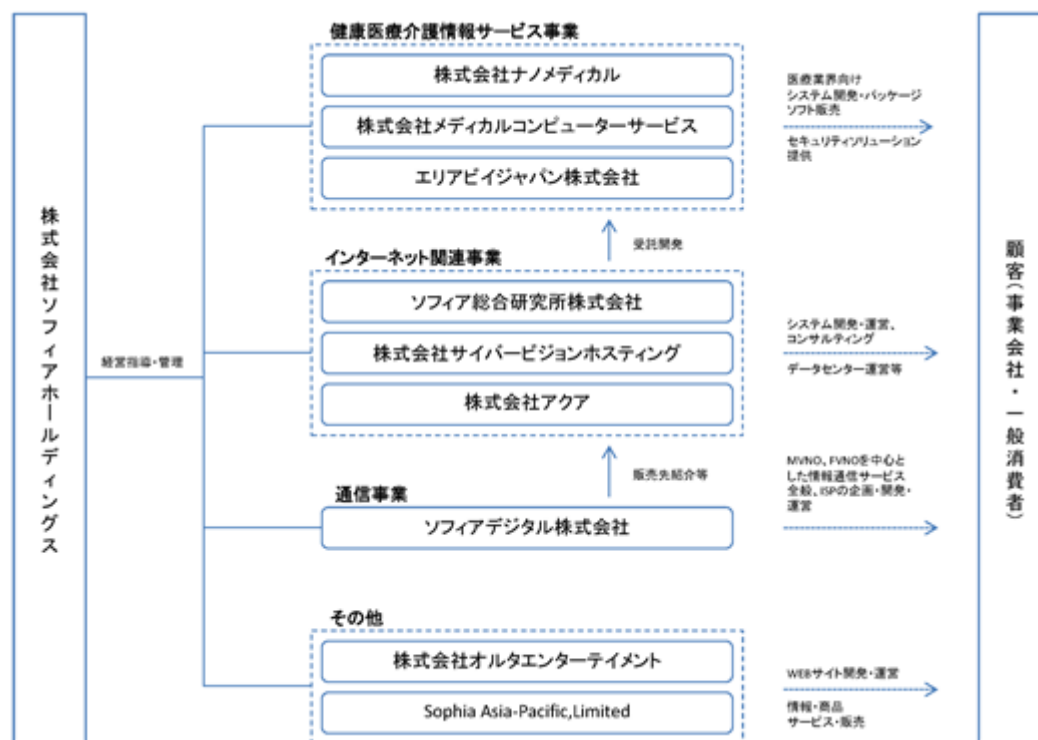 株式会社ソフィアホールディングス
経営指導・管理
健康医療介護情報サービス事業
株式会社ナノメディカル
株式会社メディカルコンピューターサービス
エリアビイジャパン株式会社
医療業界向け
システム開発・パッケージ
ソフト販売
セキュリティソリューション
提供
受託開発
インターネット関連事業
ソフィア総合研究所株式会社
株式会社サイバービジョンホスティング
株式会社アクア
システム開発・運営、
コンサルティング
データセンター運営等
販売先紹介等
通信事業
ソフィアデジタル株式会社
MVNO、FVNOを中心と
した情報通信サービス
全般、ISPの企画・開発・
運営
その他
株式会社オルタエンターテイメント
Sophia Asia-Pacific,Limited
WEBサイト開発・運営
情報・商品
サービス・販売
顧客(事業会社・一般消費者)